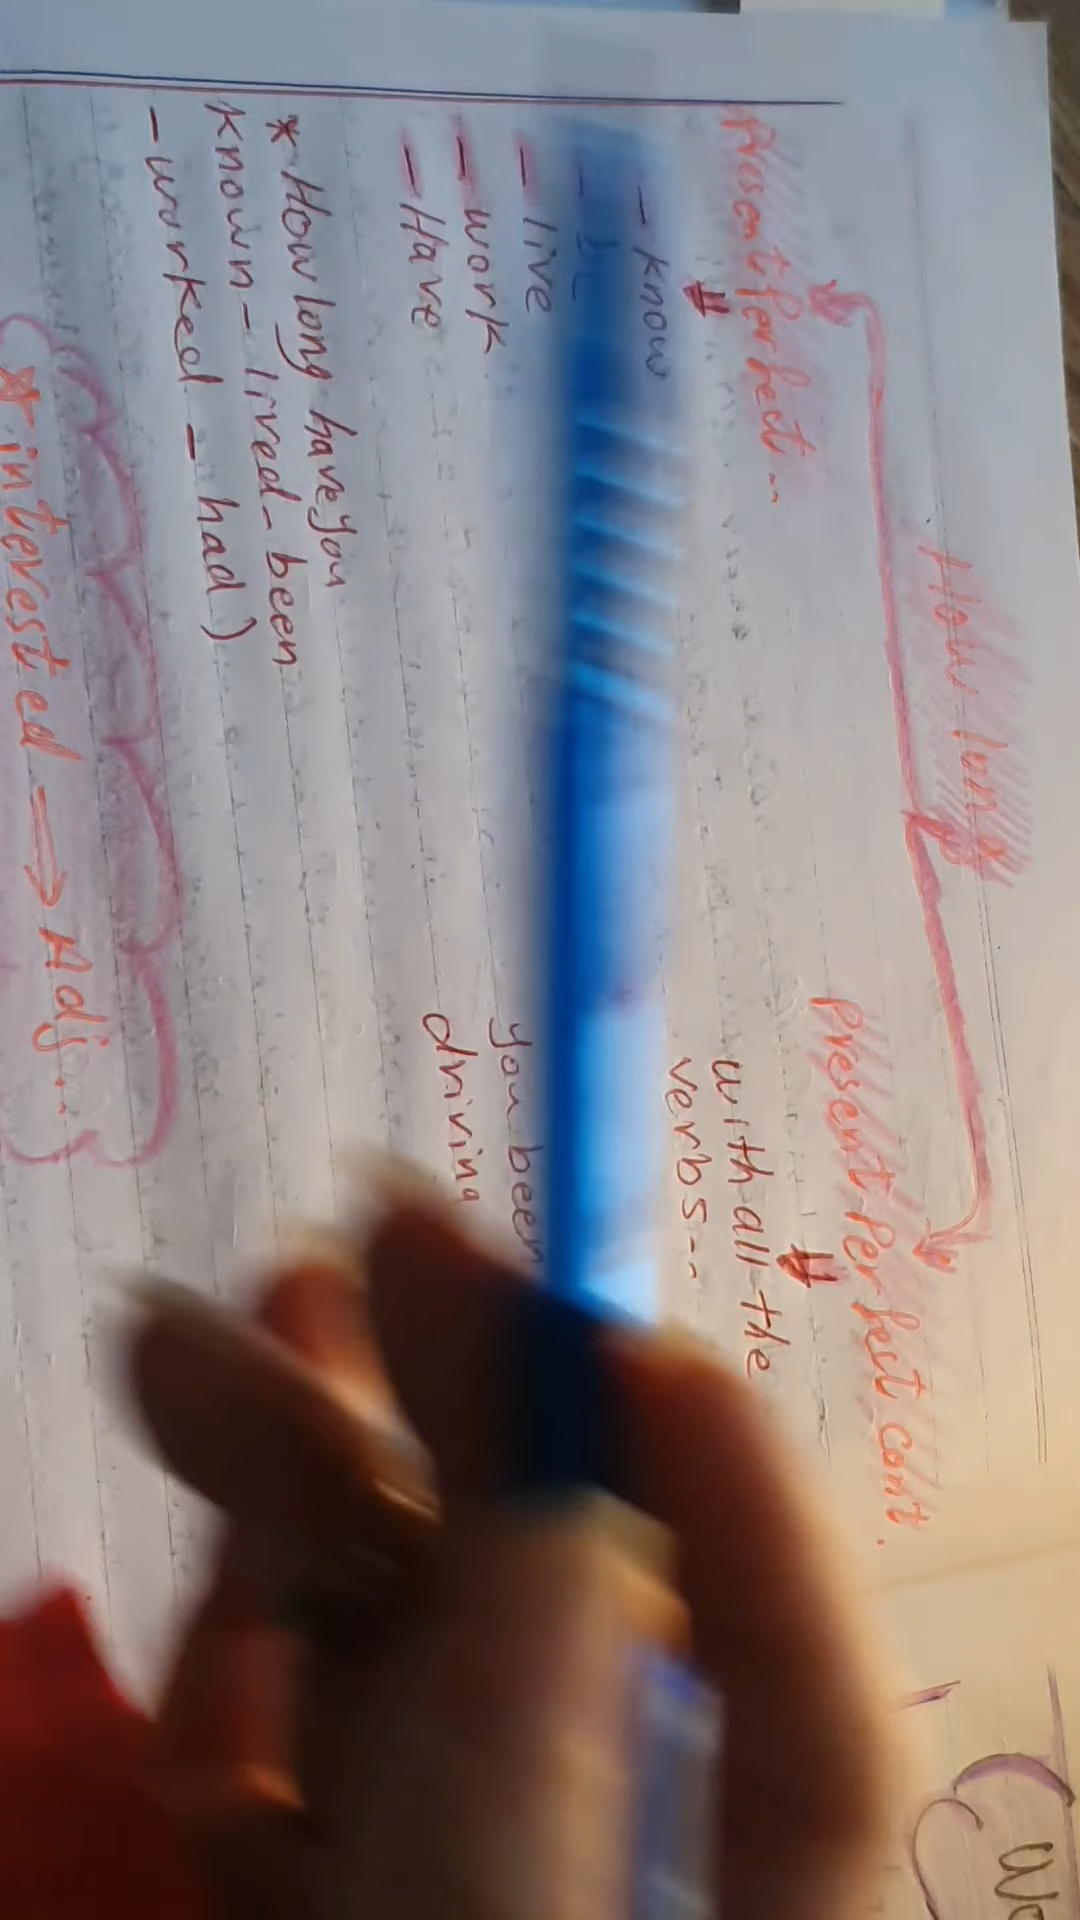 How long
Present Perfect..
Present Perfect cont.
- know
- be
- live
- work
- Have
with all the
verbs...
you been
driving
* How long have you
known - lived - been
- worked - had)
* interested → Adj..